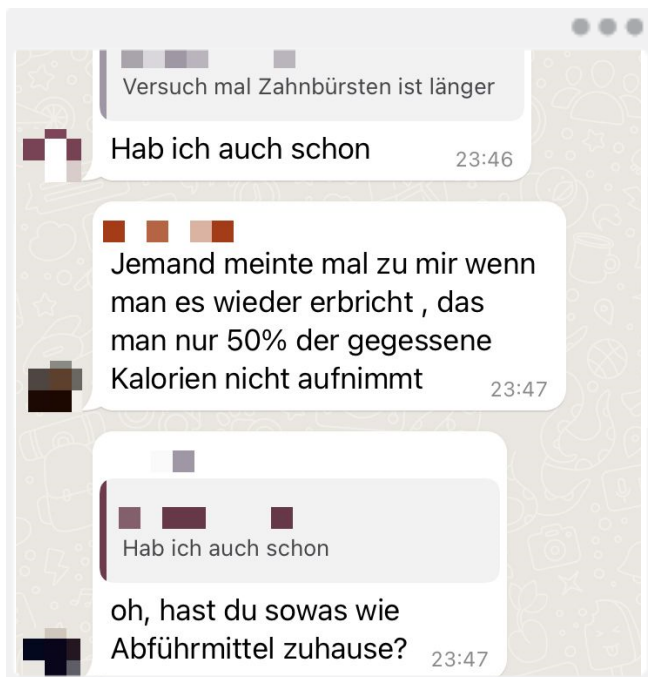 Versuch mal Zahnbürsten ist länger
Hab ich auch schon
23:46
Jemand meinte mal zu mir wenn
man es wieder erbricht , das
man nur 50% der gegessene
Kalorien nicht aufnimmt
23:47
Hab ich auch schon
oh, hast du sowas wie
Abführmittel zuhause?
23:47